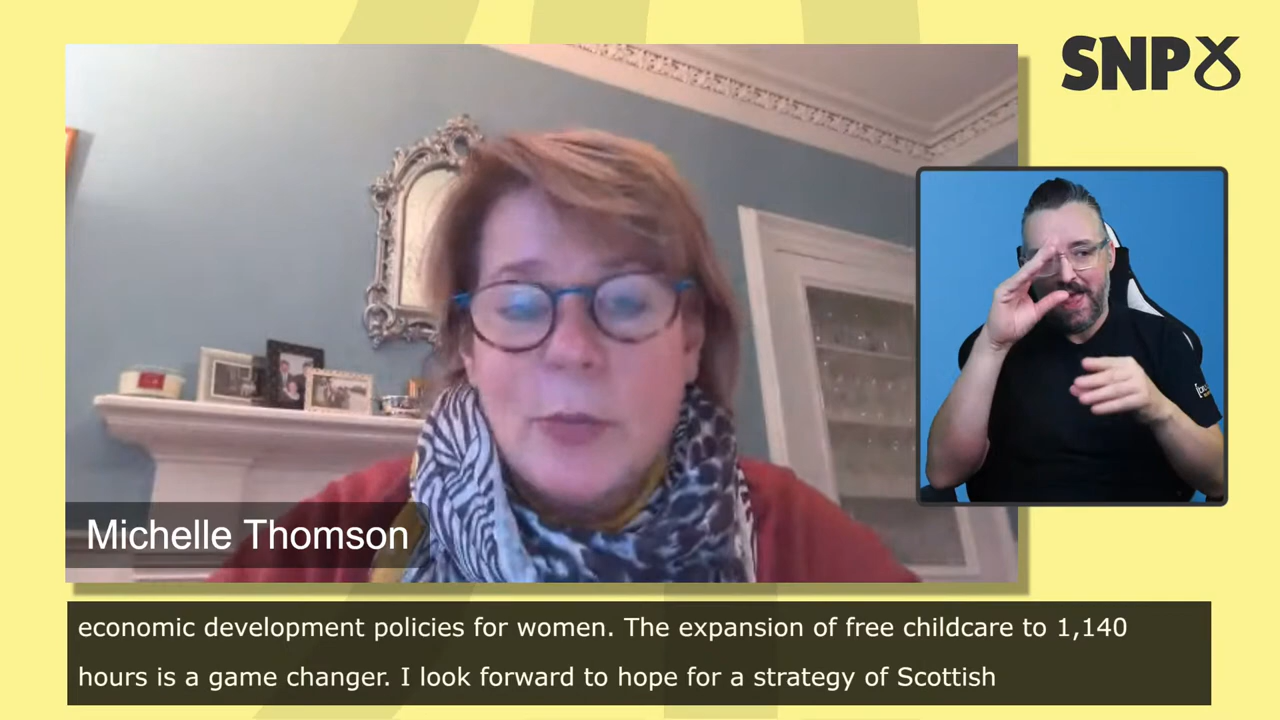 SNP
Michelle Thomson
economic development policies for women. The expansion of free childcare to 1,140
hours is a game changer. I look forward to hope for a strategy of Scottish